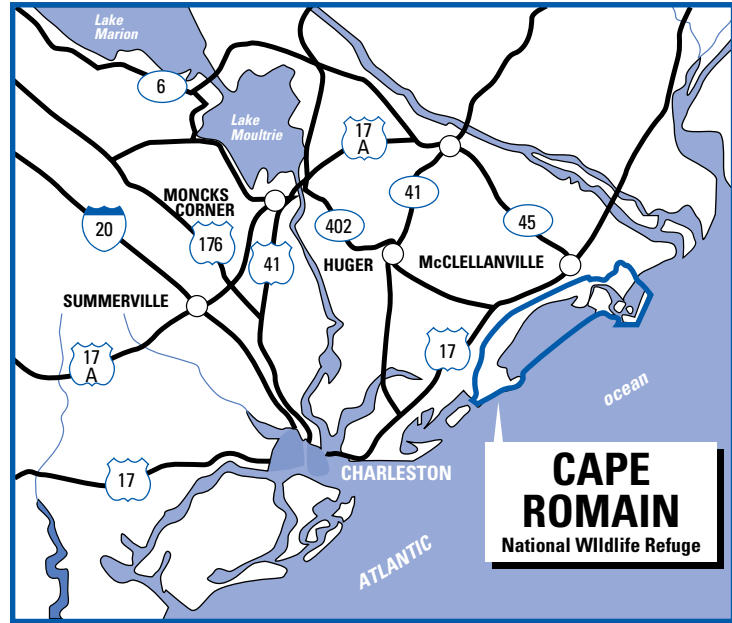 Lake
Marion
6
Lake
Moultrie
17
A
MONCKS
CORNER
41
402
45
20
176
41
HUGER
McCLELLANVILLE
SUMMERVILLE
17
A
17
ocean
17
CHARLESTON
CAPE
ROMAIN
National WIldlife Refuge
ATLANTIC